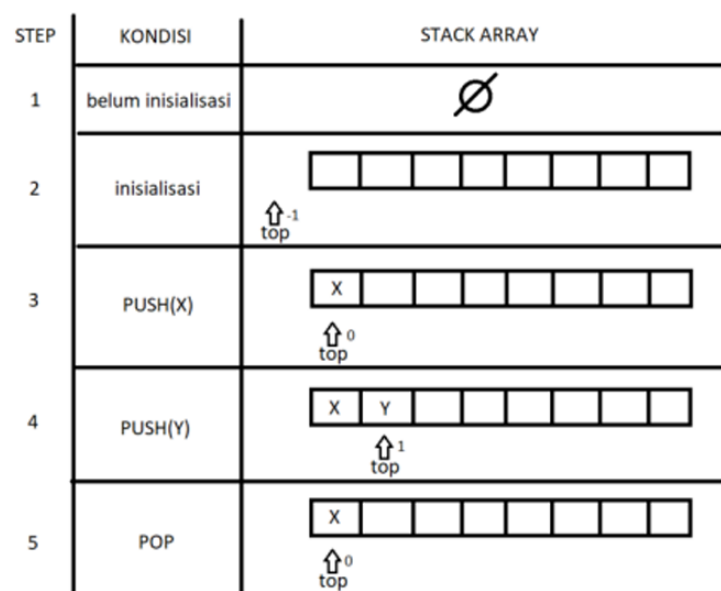 STEP KONDISI STACK ARRAY
1 belum inisialisasi ∅
2 inisialisasi
-1
top
3 PUSH(X)
X
0
top
4 PUSH(Y)
X Y
1
top
5 POP
X
0
top